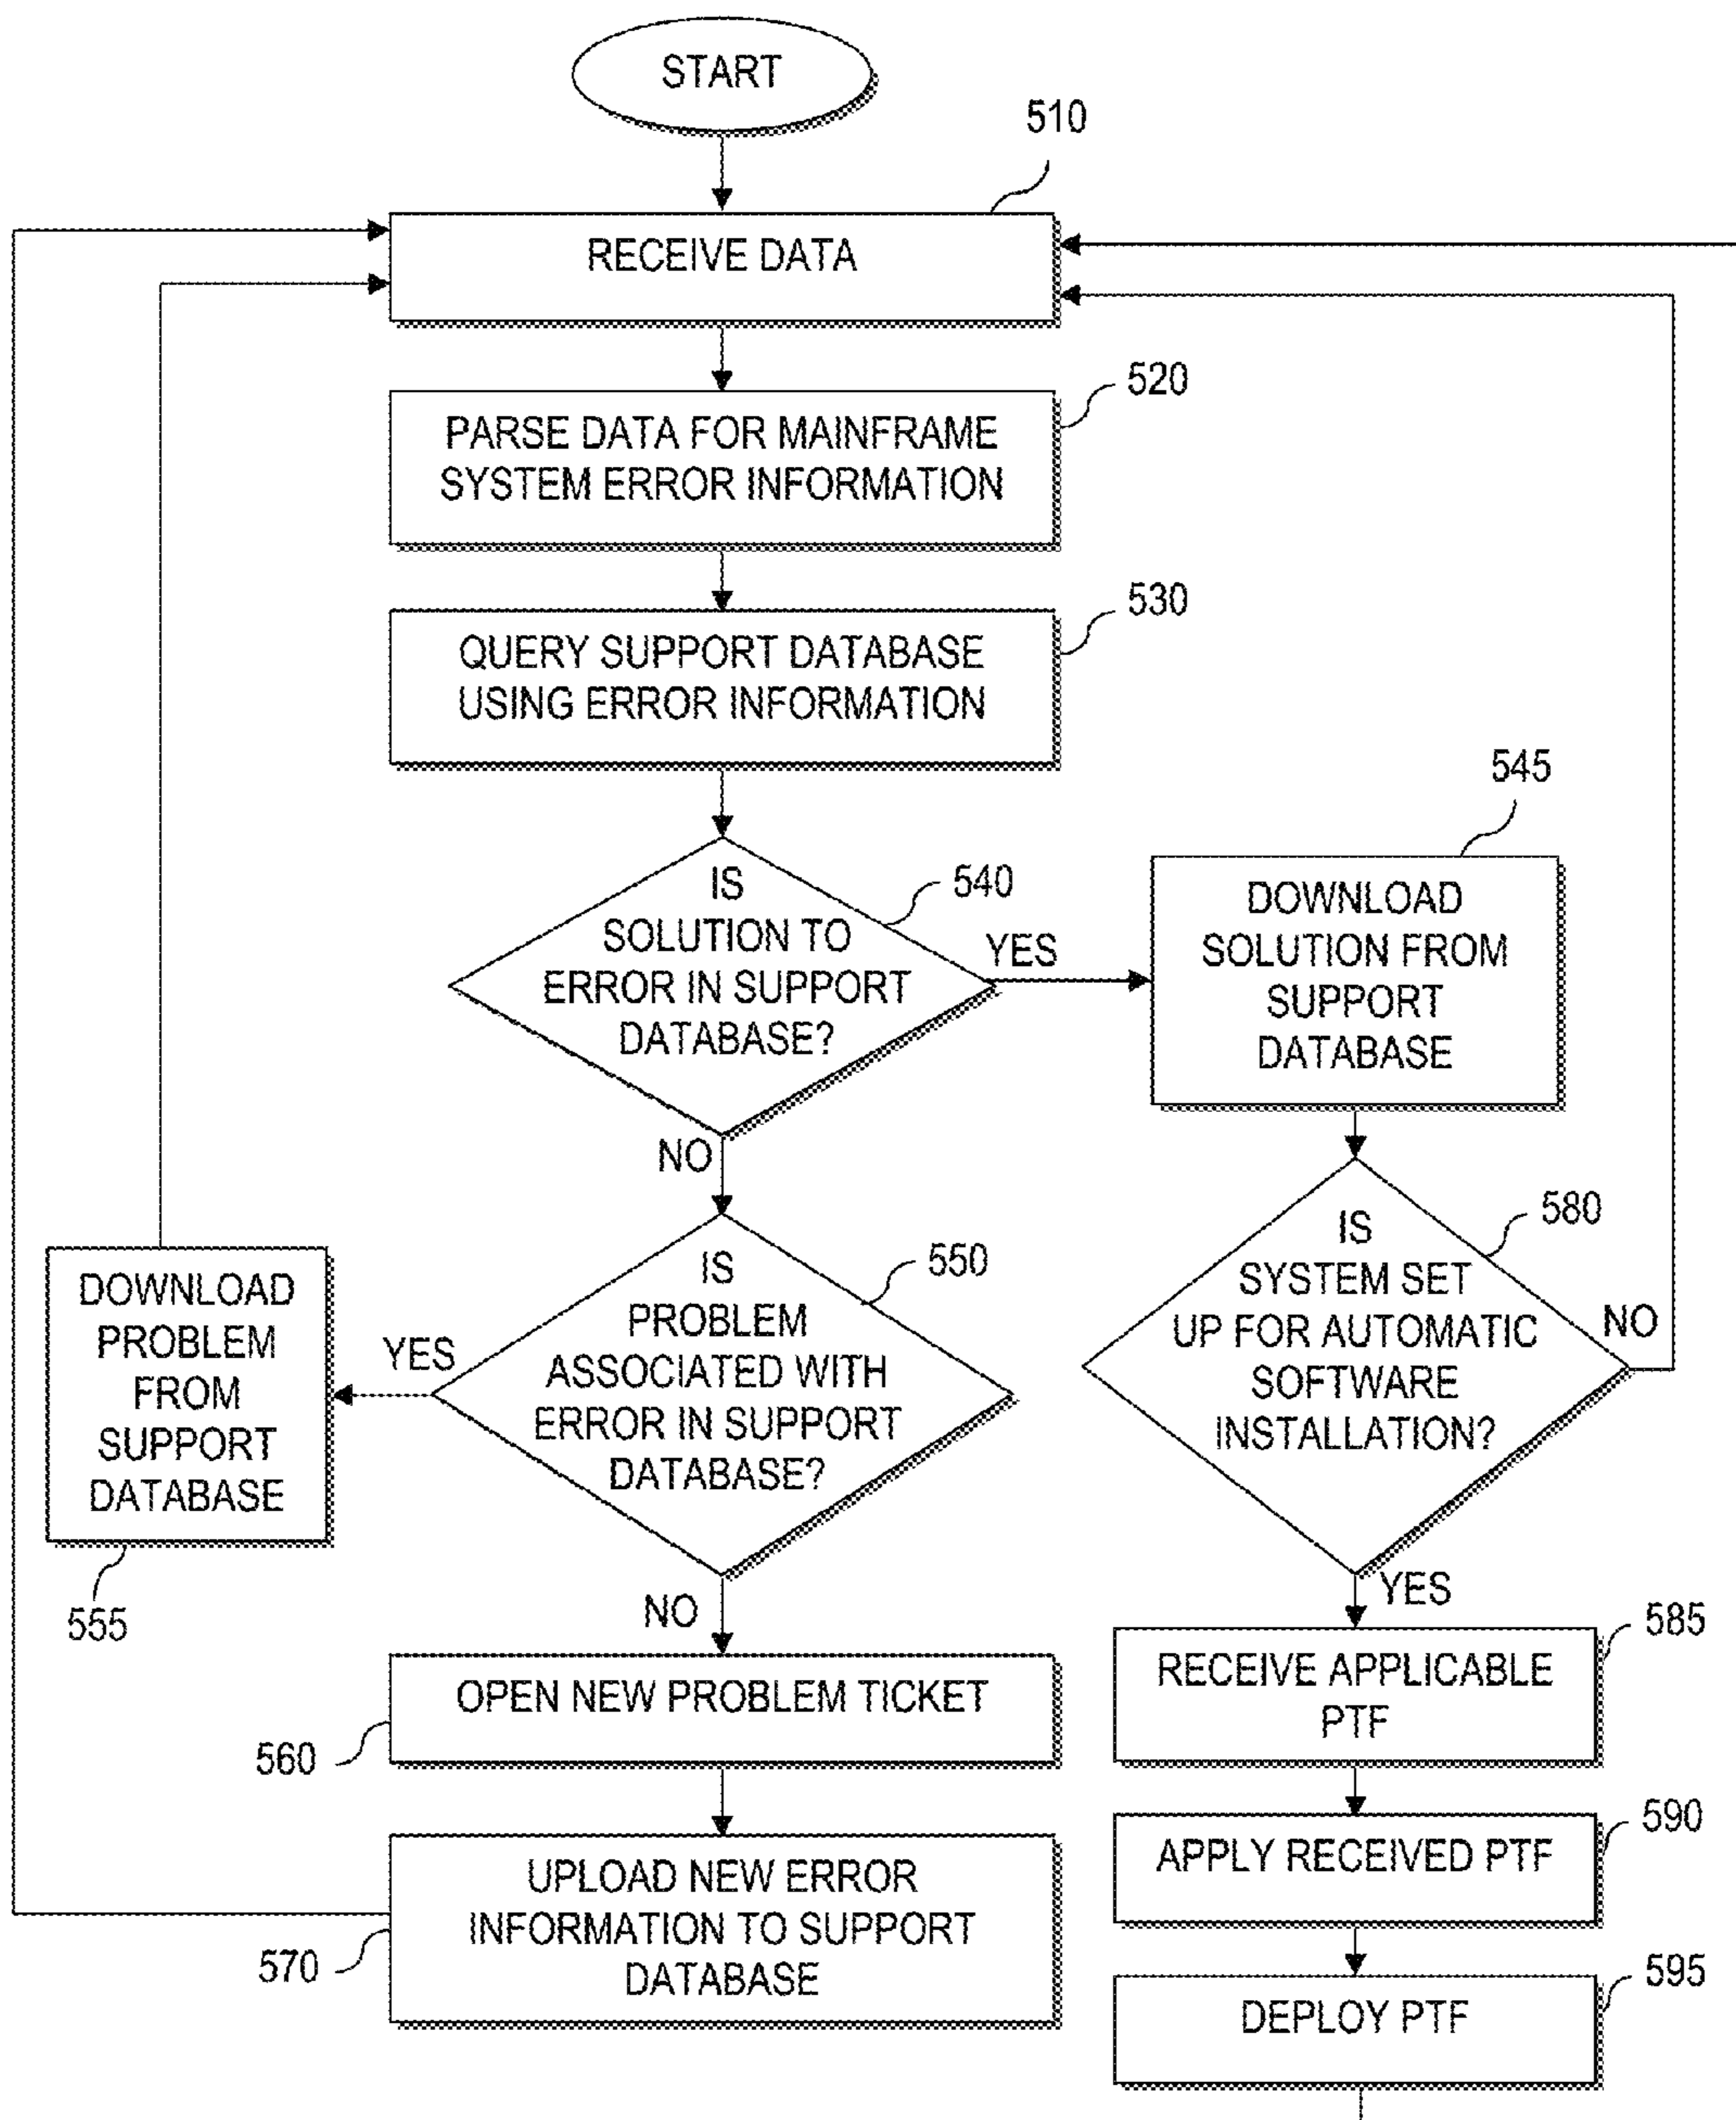 START
510
RECEIVE DATA
520
PARSE DATA FOR MAINFRAME
SYSTEM ERROR INFORMATION
530
QUERY SUPPORT DATABASE
USING ERROR INFORMATION
540
IS
SOLUTION TO
ERROR IN SUPPORT
DATABASE?
YES
NO
545
DOWNLOAD
SOLUTION FROM
SUPPORT
DATABASE
550
IS
PROBLEM
ASSOCIATED WITH
ERROR IN SUPPORT
DATABASE?
YES
NO
DOWNLOAD
PROBLEM
FROM
SUPPORT
DATABASE
555
580
IS
SYSTEM SET
UP FOR AUTOMATIC
SOFTWARE
INSTALLATION?
NO
YES
OPEN NEW PROBLEM TICKET
560
UPLOAD NEW ERROR
INFORMATION TO SUPPORT
DATABASE
570
585
RECEIVE APPLICABLE
PTF
590
APPLY RECEIVED PTF
595
DEPLOY PTF